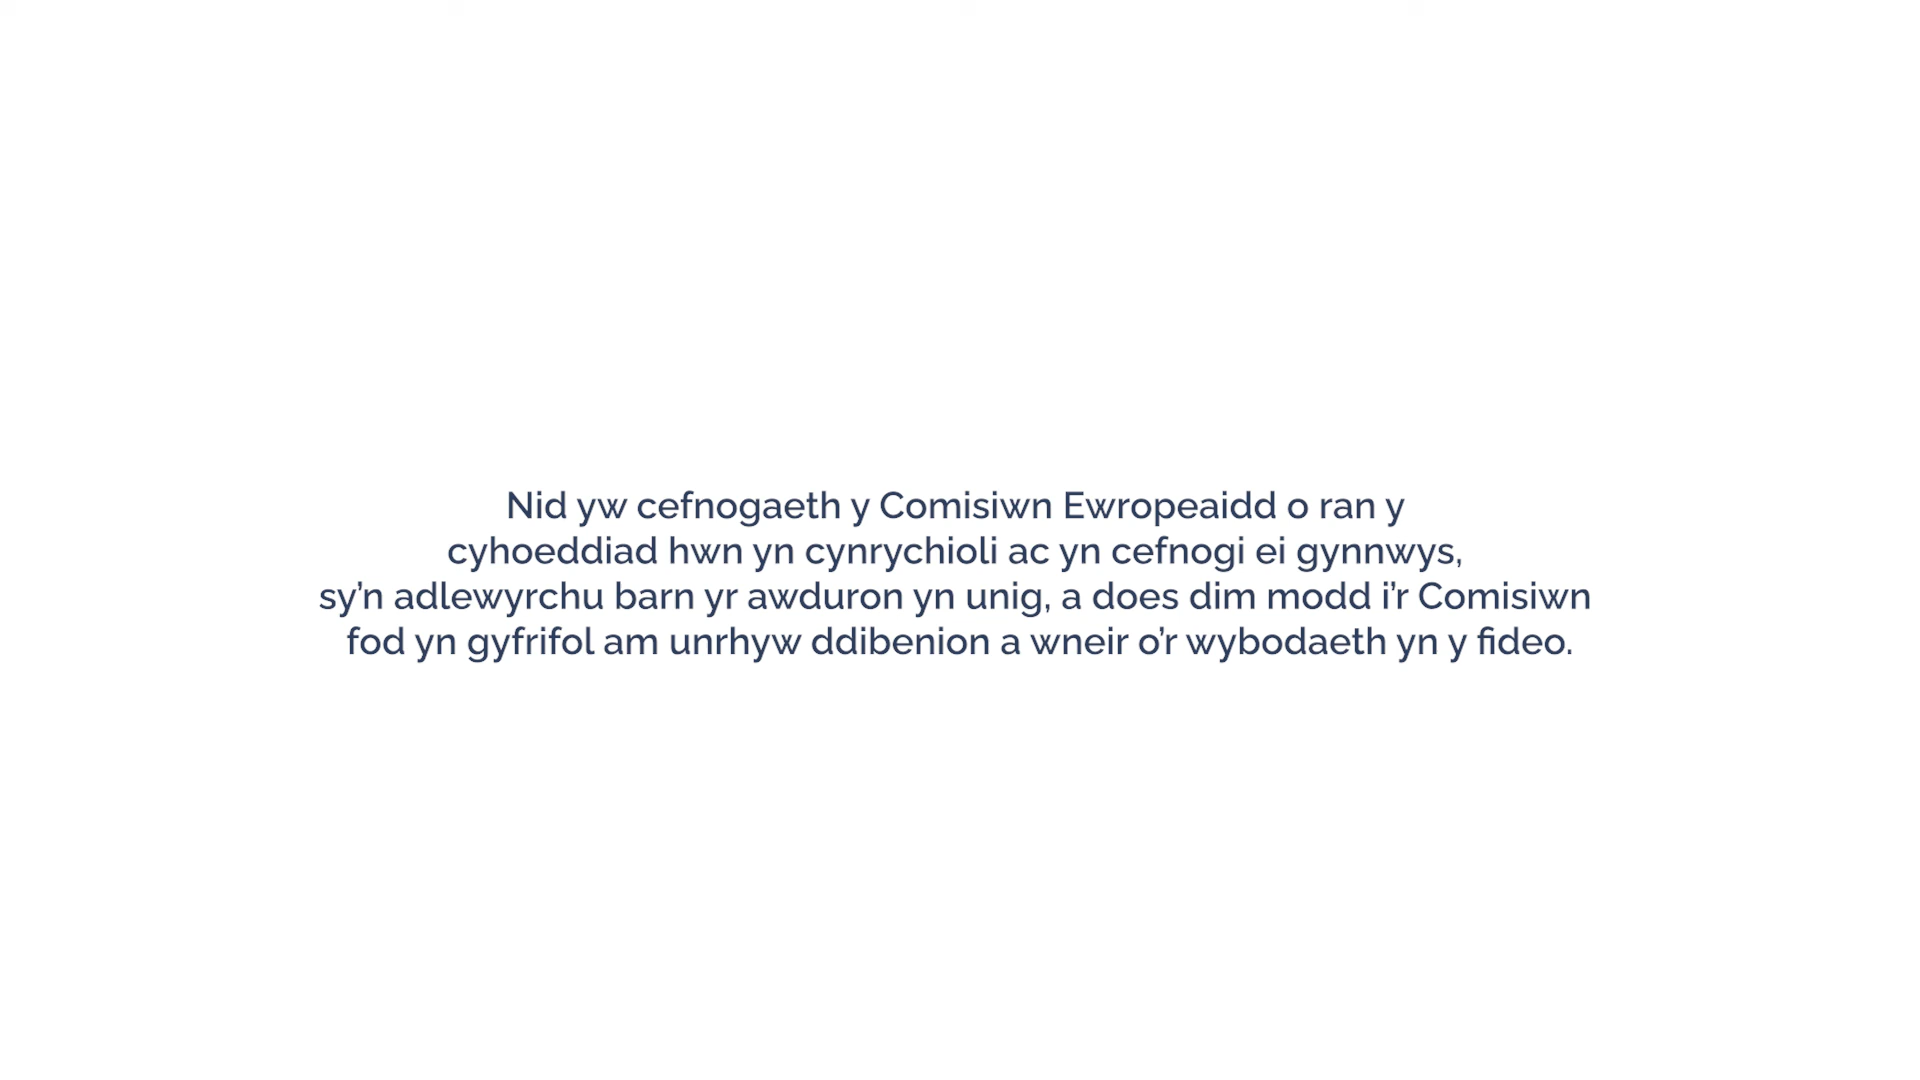 Nid yw cefnogaeth y Comisiwn Ewropeaidd o ran y
cyhoeddiad hwn yn cynrychioli ac yn cefnogi ei gynnwys,
sy’n adlewyrchu barn yr awduron yn unig, a does dim modd i’r Comisiwn
fod yn gyfrifol am unrhyw ddibenion a wneir o’r wybodaeth yn y fideo.